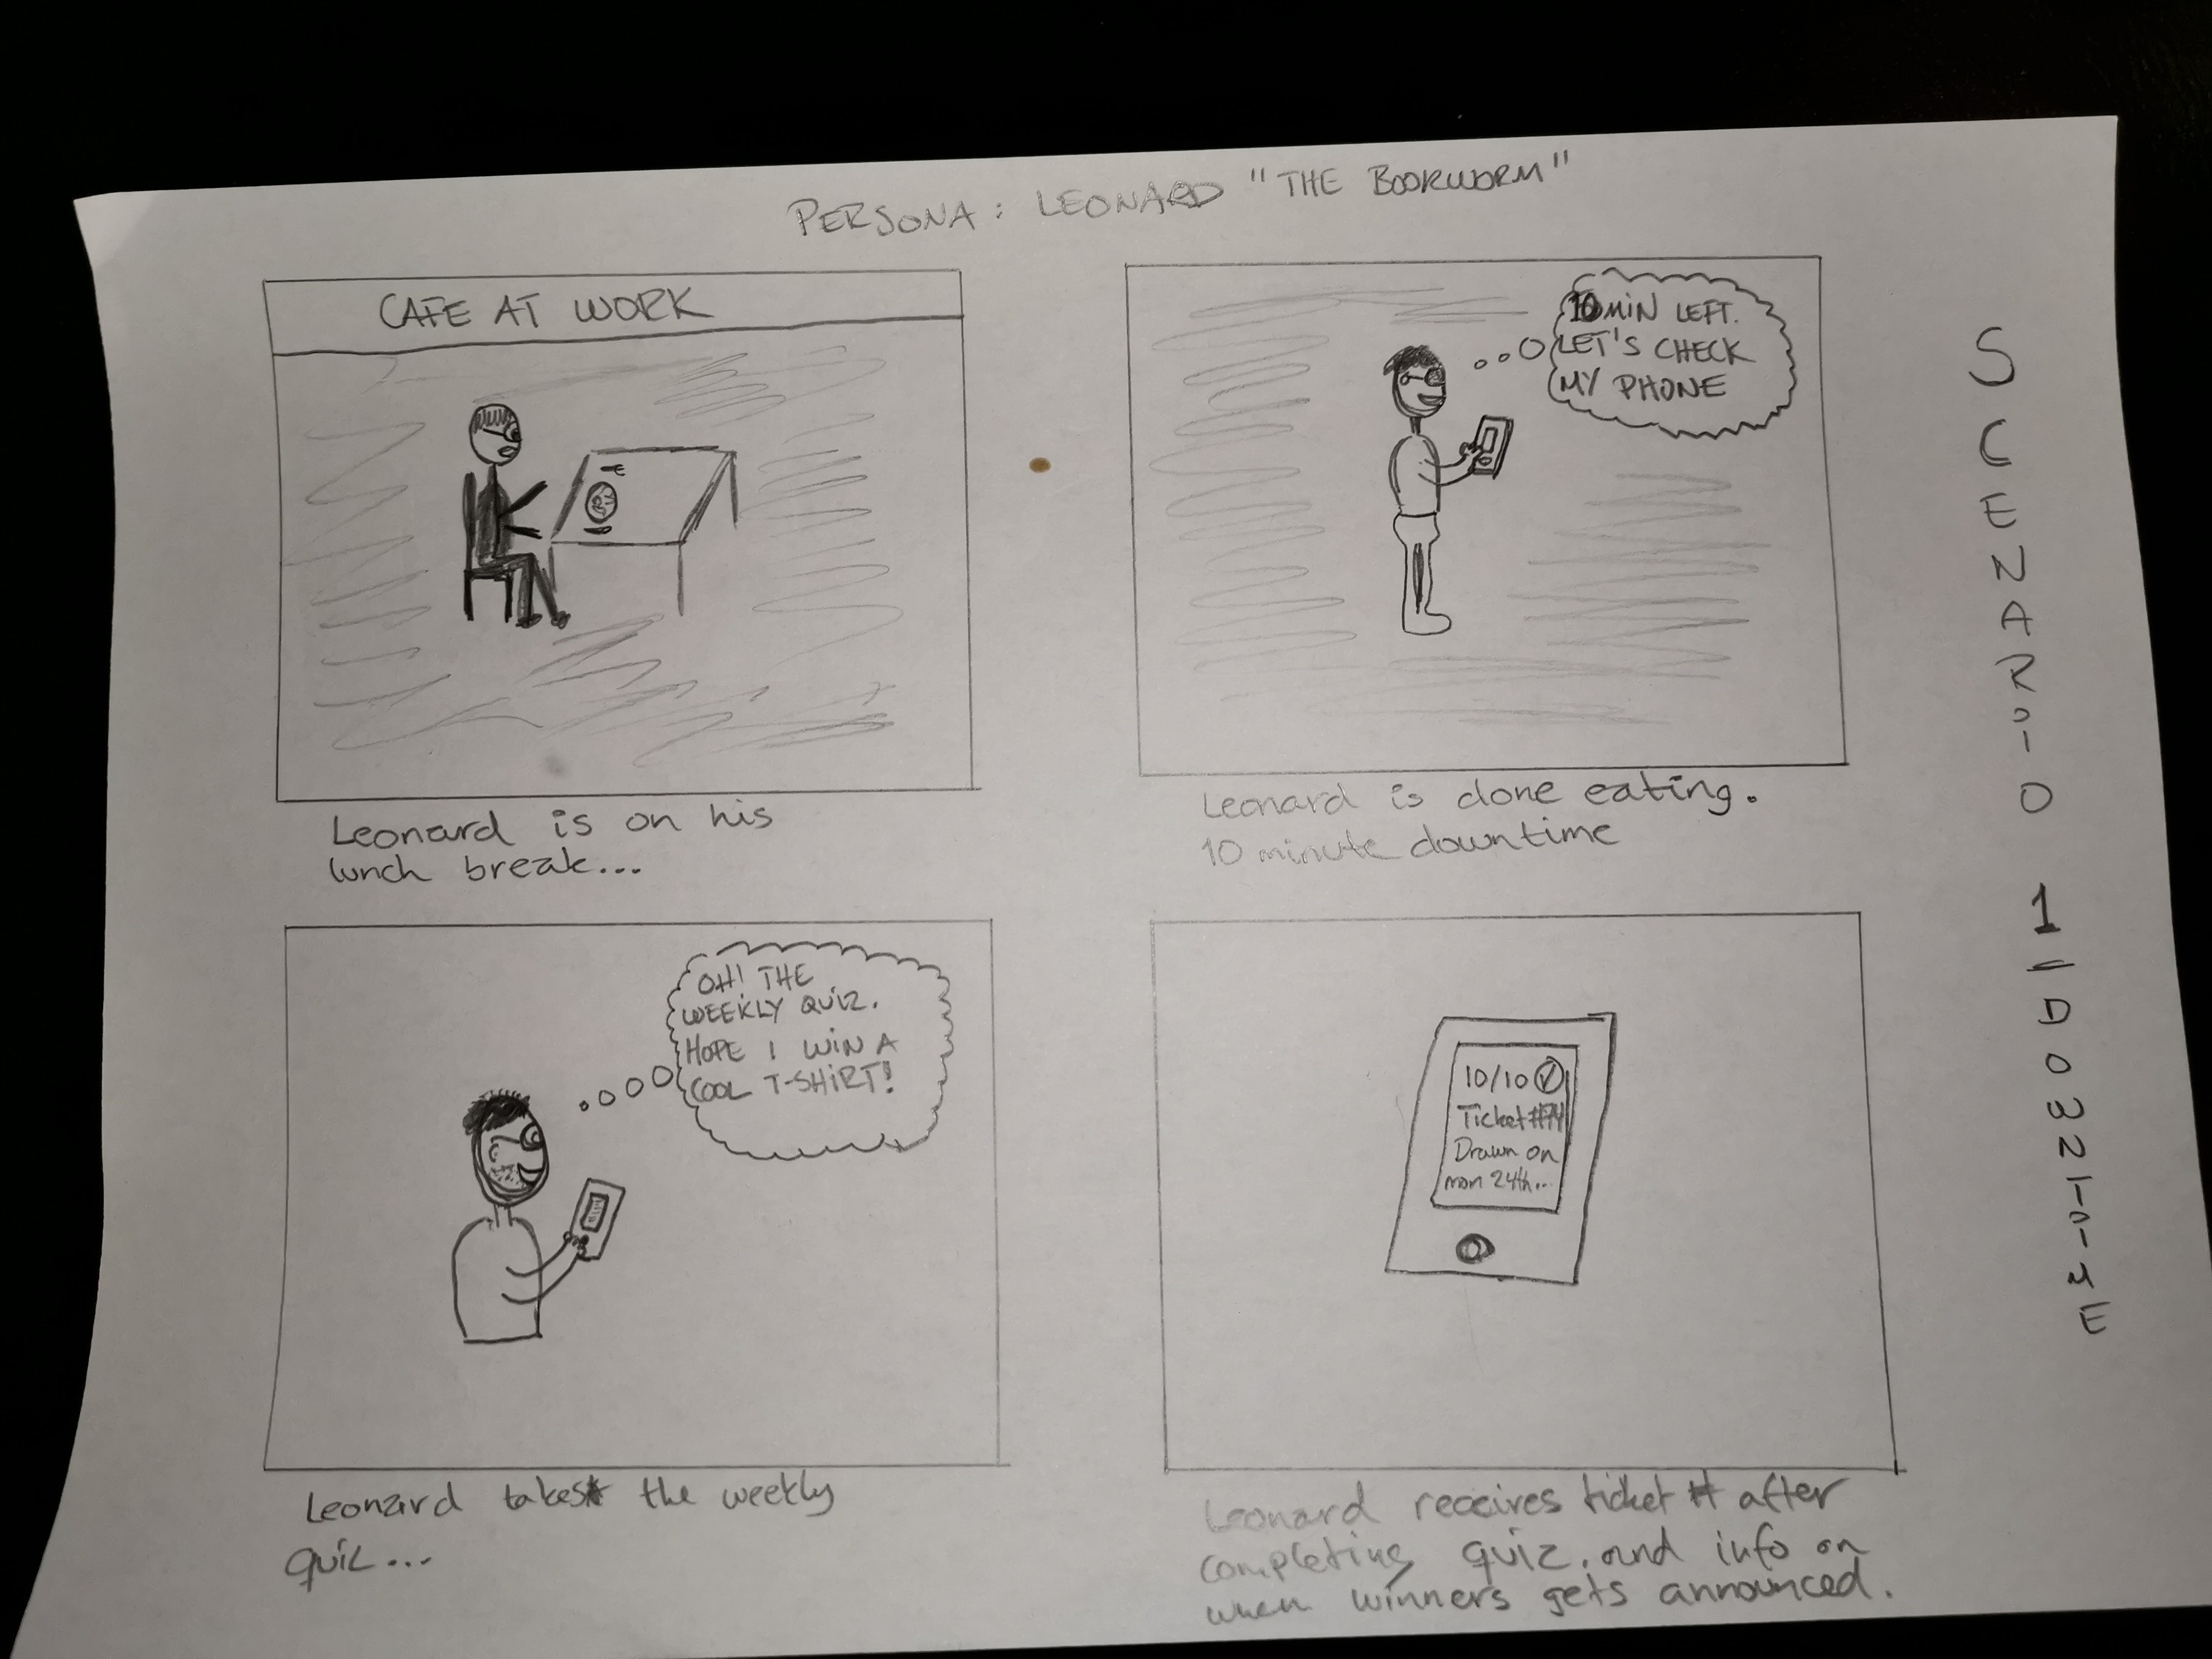 PERSONA: LEONARD "THE BOOKWORM"
CAFE AT WORK
Leonard is on his
lunch break...
10 MIN LEFT.
LET'S CHECK
MY PHONE
Leonard is done eating.
10 minute downtime
OH! THE
WEEKLY QUIZ.
HOPE I WIN A
COOL T-SHIRT!
Leonard takes the weekly
quiz...
10/10
Ticket #74
Drawn on
mon 24th...
Leonard receives ticket # after
completing quiz, and info on
when winners gets announced.
SCENARIO 1 "DOWNTIME"